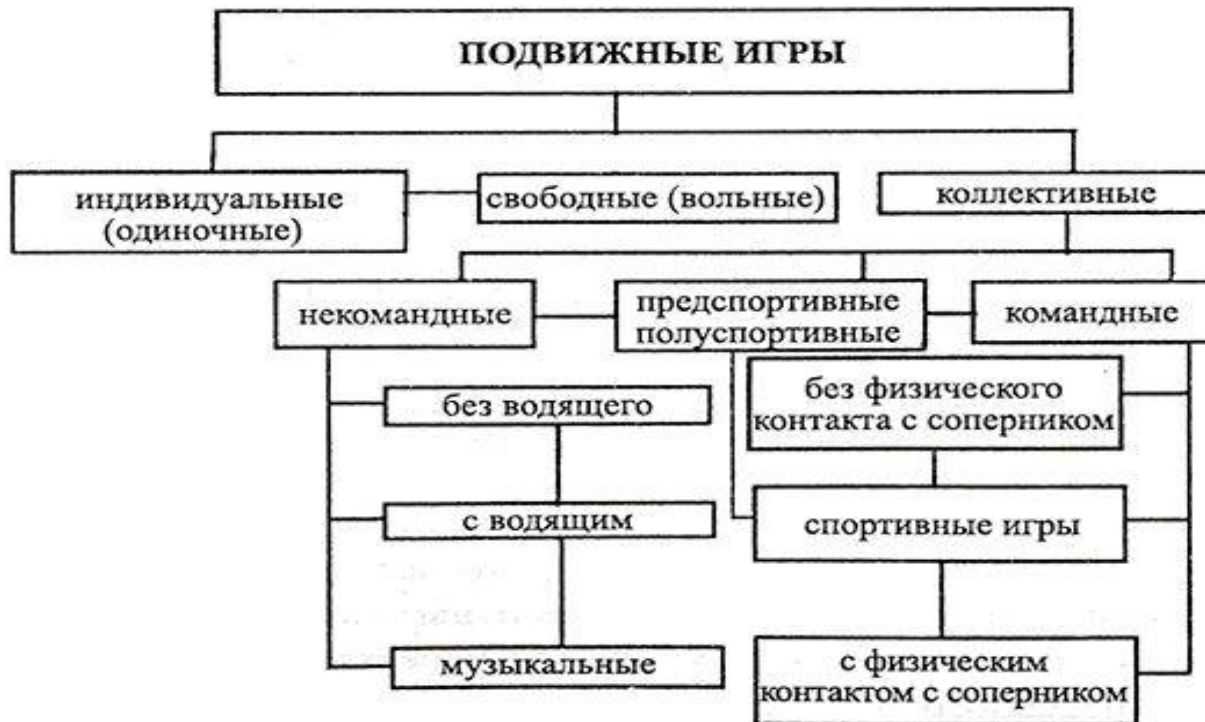 ПОДВИЖНЫЕ ИГРЫ
индивидуальные
(одиночные)
свободные (вольные)
коллективные
некомандные
предспортивные
полуспортивные
командные
без водящего
с водящим
музыкальные
без физического
контакта с соперником
спортивные игры
с физическим
контактом с соперником